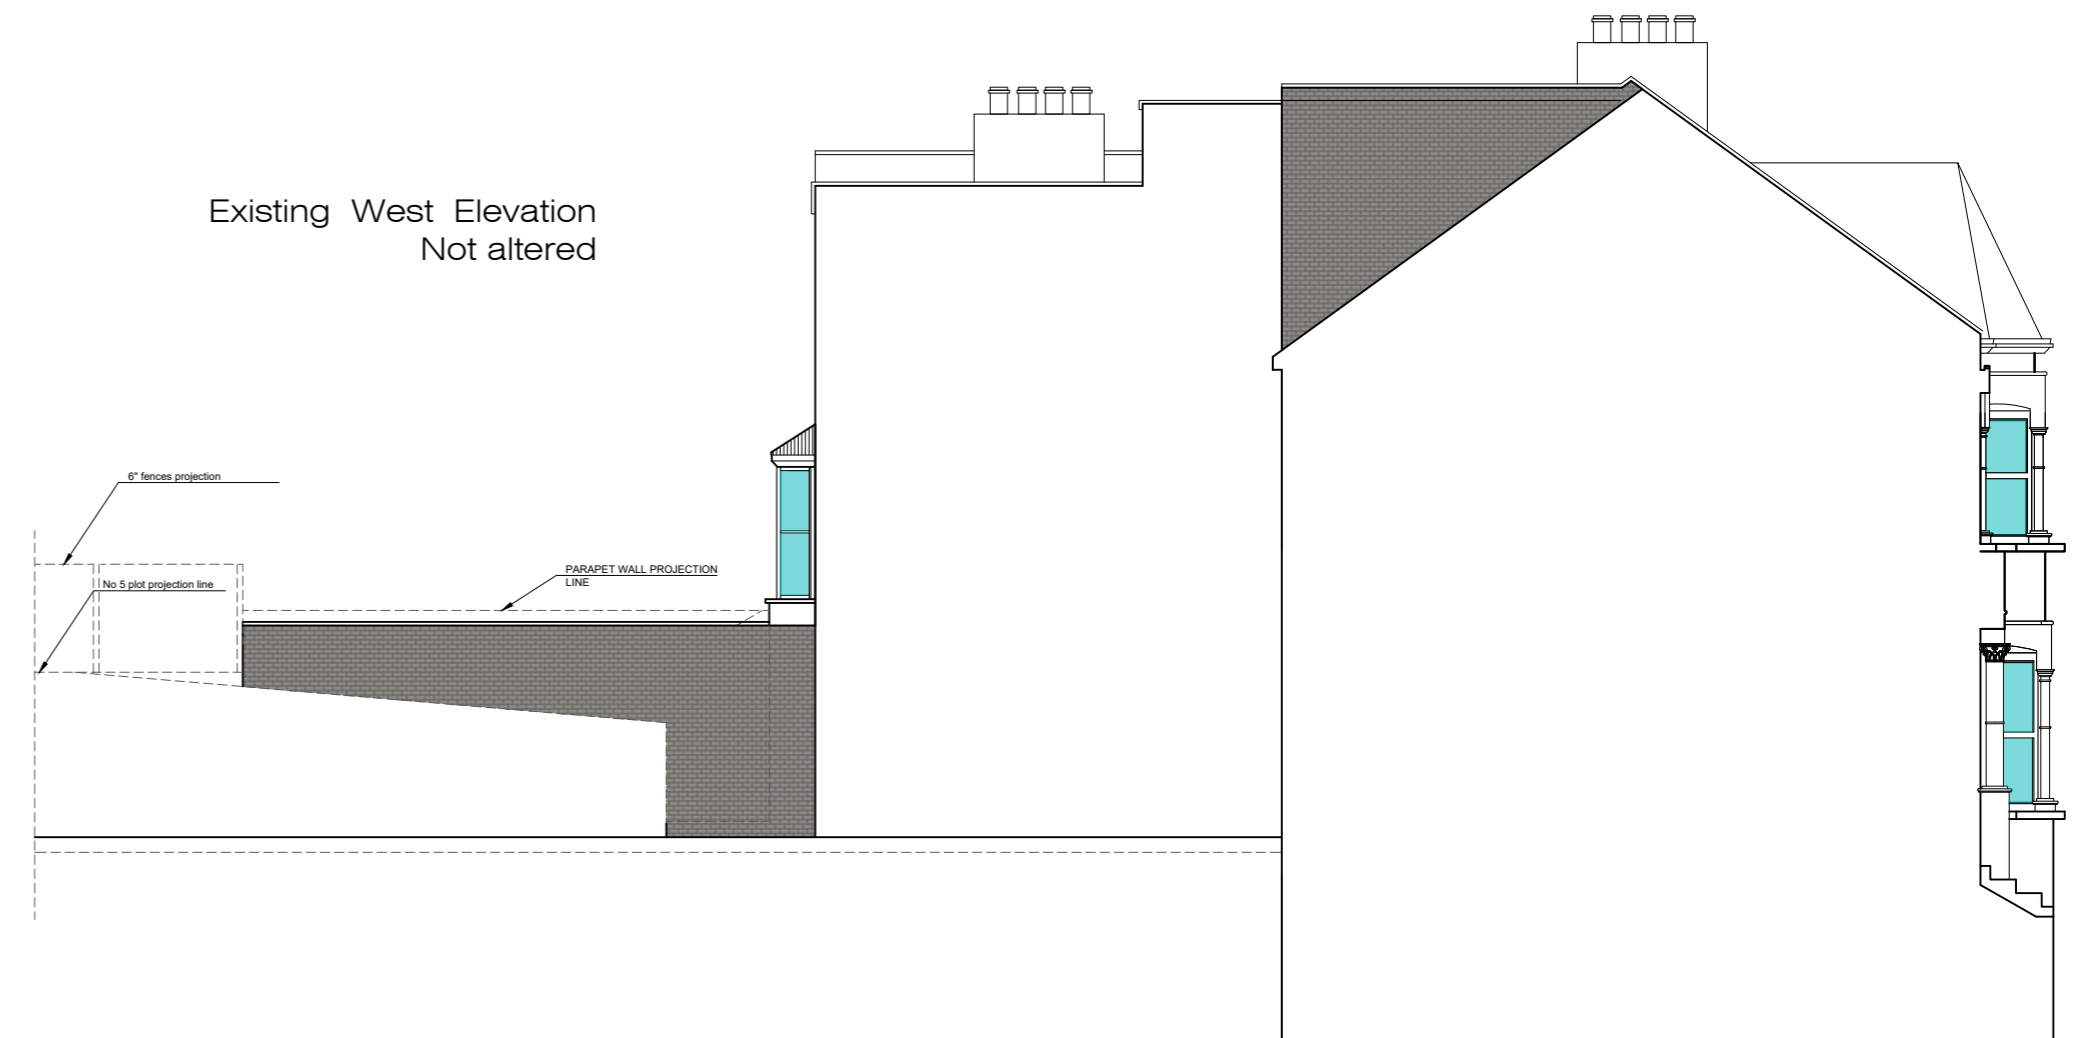 Existing West Elevation
Not altered
6" fences projection
No 5 plot projection line
PARAPET WALL PROJECTION
LINE